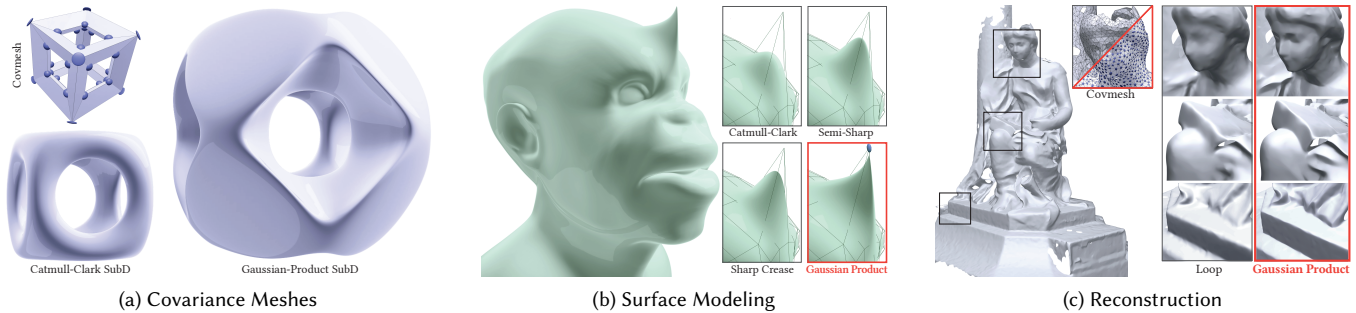 Covmesh
Catmull-Clark SubD
Gaussian-Product SubD
(a) Covariance Meshes
Catmull-Clark
Semi-Sharp
Sharp Crease
Gaussian Product
(b) Surface Modeling
Covmesh
Loop
Gaussian Product
(c) Reconstruction